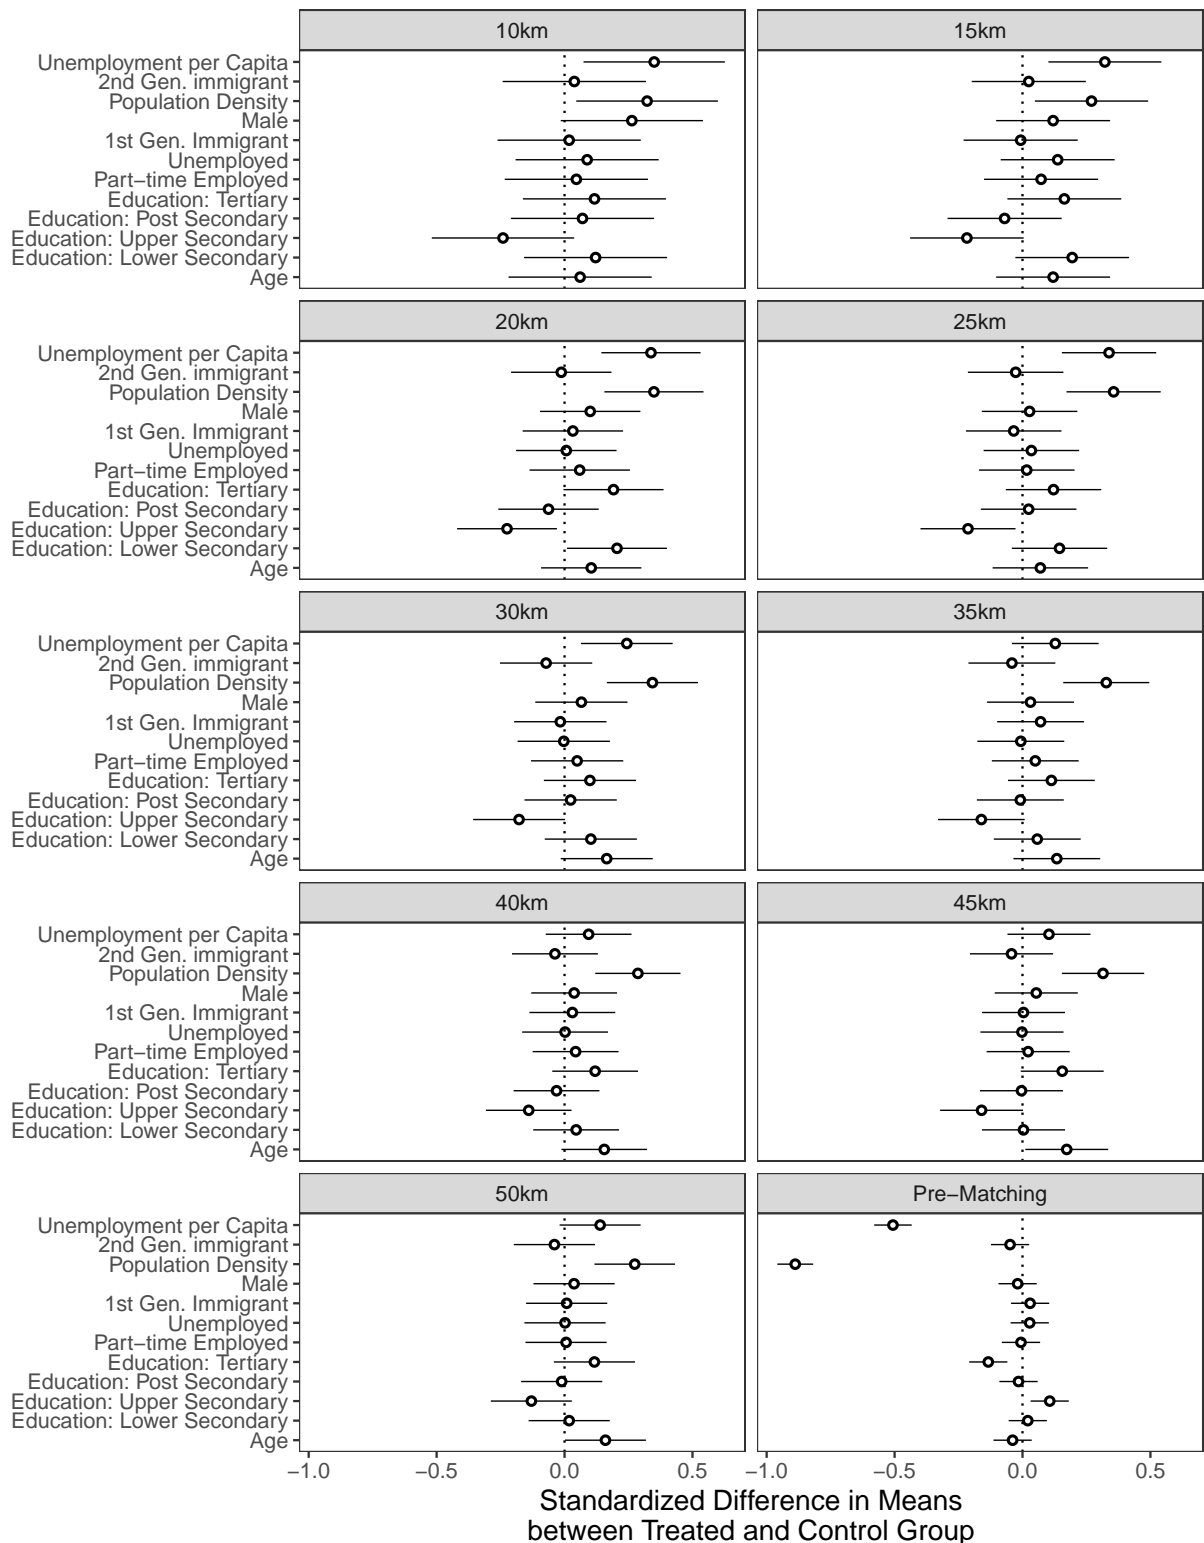 10km
15km
Unemployment per Capita
2nd Gen. immigrant
Population Density
Male
1st Gen. Immigrant
Unemployed
Part−time Employed
Education: Tertiary
Education: Post Secondary
Education: Upper Secondary
Education: Lower Secondary
Age
20km
25km
Unemployment per Capita
2nd Gen. immigrant
Population Density
Male
1st Gen. Immigrant
Unemployed
Part−time Employed
Education: Tertiary
Education: Post Secondary
Education: Upper Secondary
Education: Lower Secondary
Age
30km
35km
Unemployment per Capita
2nd Gen. immigrant
Population Density
Male
1st Gen. Immigrant
Unemployed
Part−time Employed
Education: Tertiary
Education: Post Secondary
Education: Upper Secondary
Education: Lower Secondary
Age
40km
45km
Unemployment per Capita
2nd Gen. immigrant
Population Density
Male
1st Gen. Immigrant
Unemployed
Part−time Employed
Education: Tertiary
Education: Post Secondary
Education: Upper Secondary
Education: Lower Secondary
Age
50km
Pre−Matching
Unemployment per Capita
2nd Gen. immigrant
Population Density
Male
1st Gen. Immigrant
Unemployed
Part−time Employed
Education: Tertiary
Education: Post Secondary
Education: Upper Secondary
Education: Lower Secondary
Age
−1.0 −0.5 0.0 0.5 −1.0 −0.5 0.0 0.5
Standardized Difference in Means
between Treated and Control Group